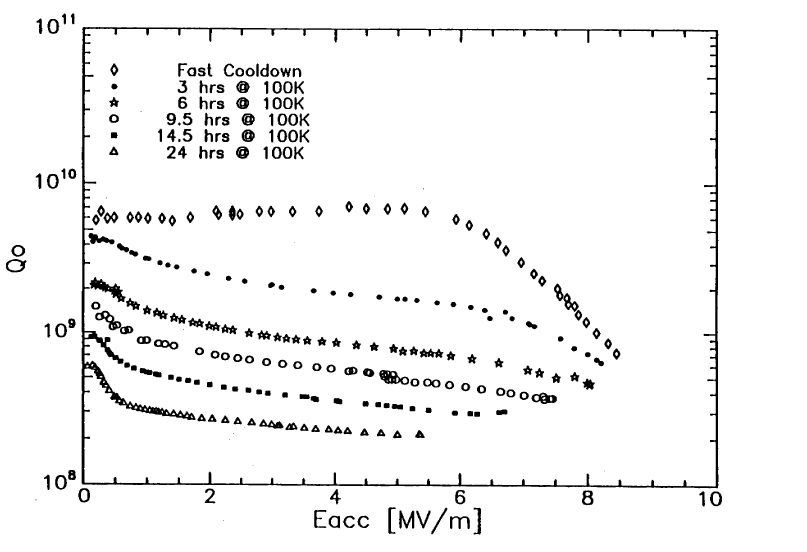 10^11
◊ Fast Cooldown
• 3 hrs @ 100K
☆ 6 hrs @ 100K
○ 9.5 hrs @ 100K
■ 14.5 hrs @ 100K
△ 24 hrs @ 100K
10^10
Qo
10^9
10^8
0 2 4 6 8 10
Eacc [MV/m]